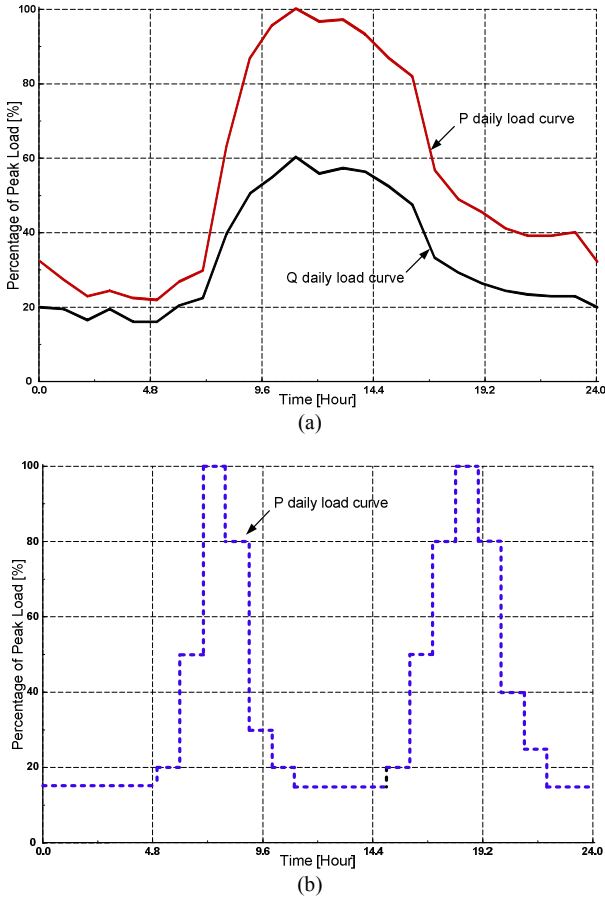 100
80
60
40
20
0
Percentage of Peak Load [%]
P daily load curve
Q daily load curve
0.0
4.8
9.6
14.4
19.2
24.0
Time [Hour]
(a)
100
80
60
40
20
0
Percentage of Peak Load [%]
P daily load curve
0.0
4.8
9.6
14.4
19.2
24.0
Time [Hour]
(b)